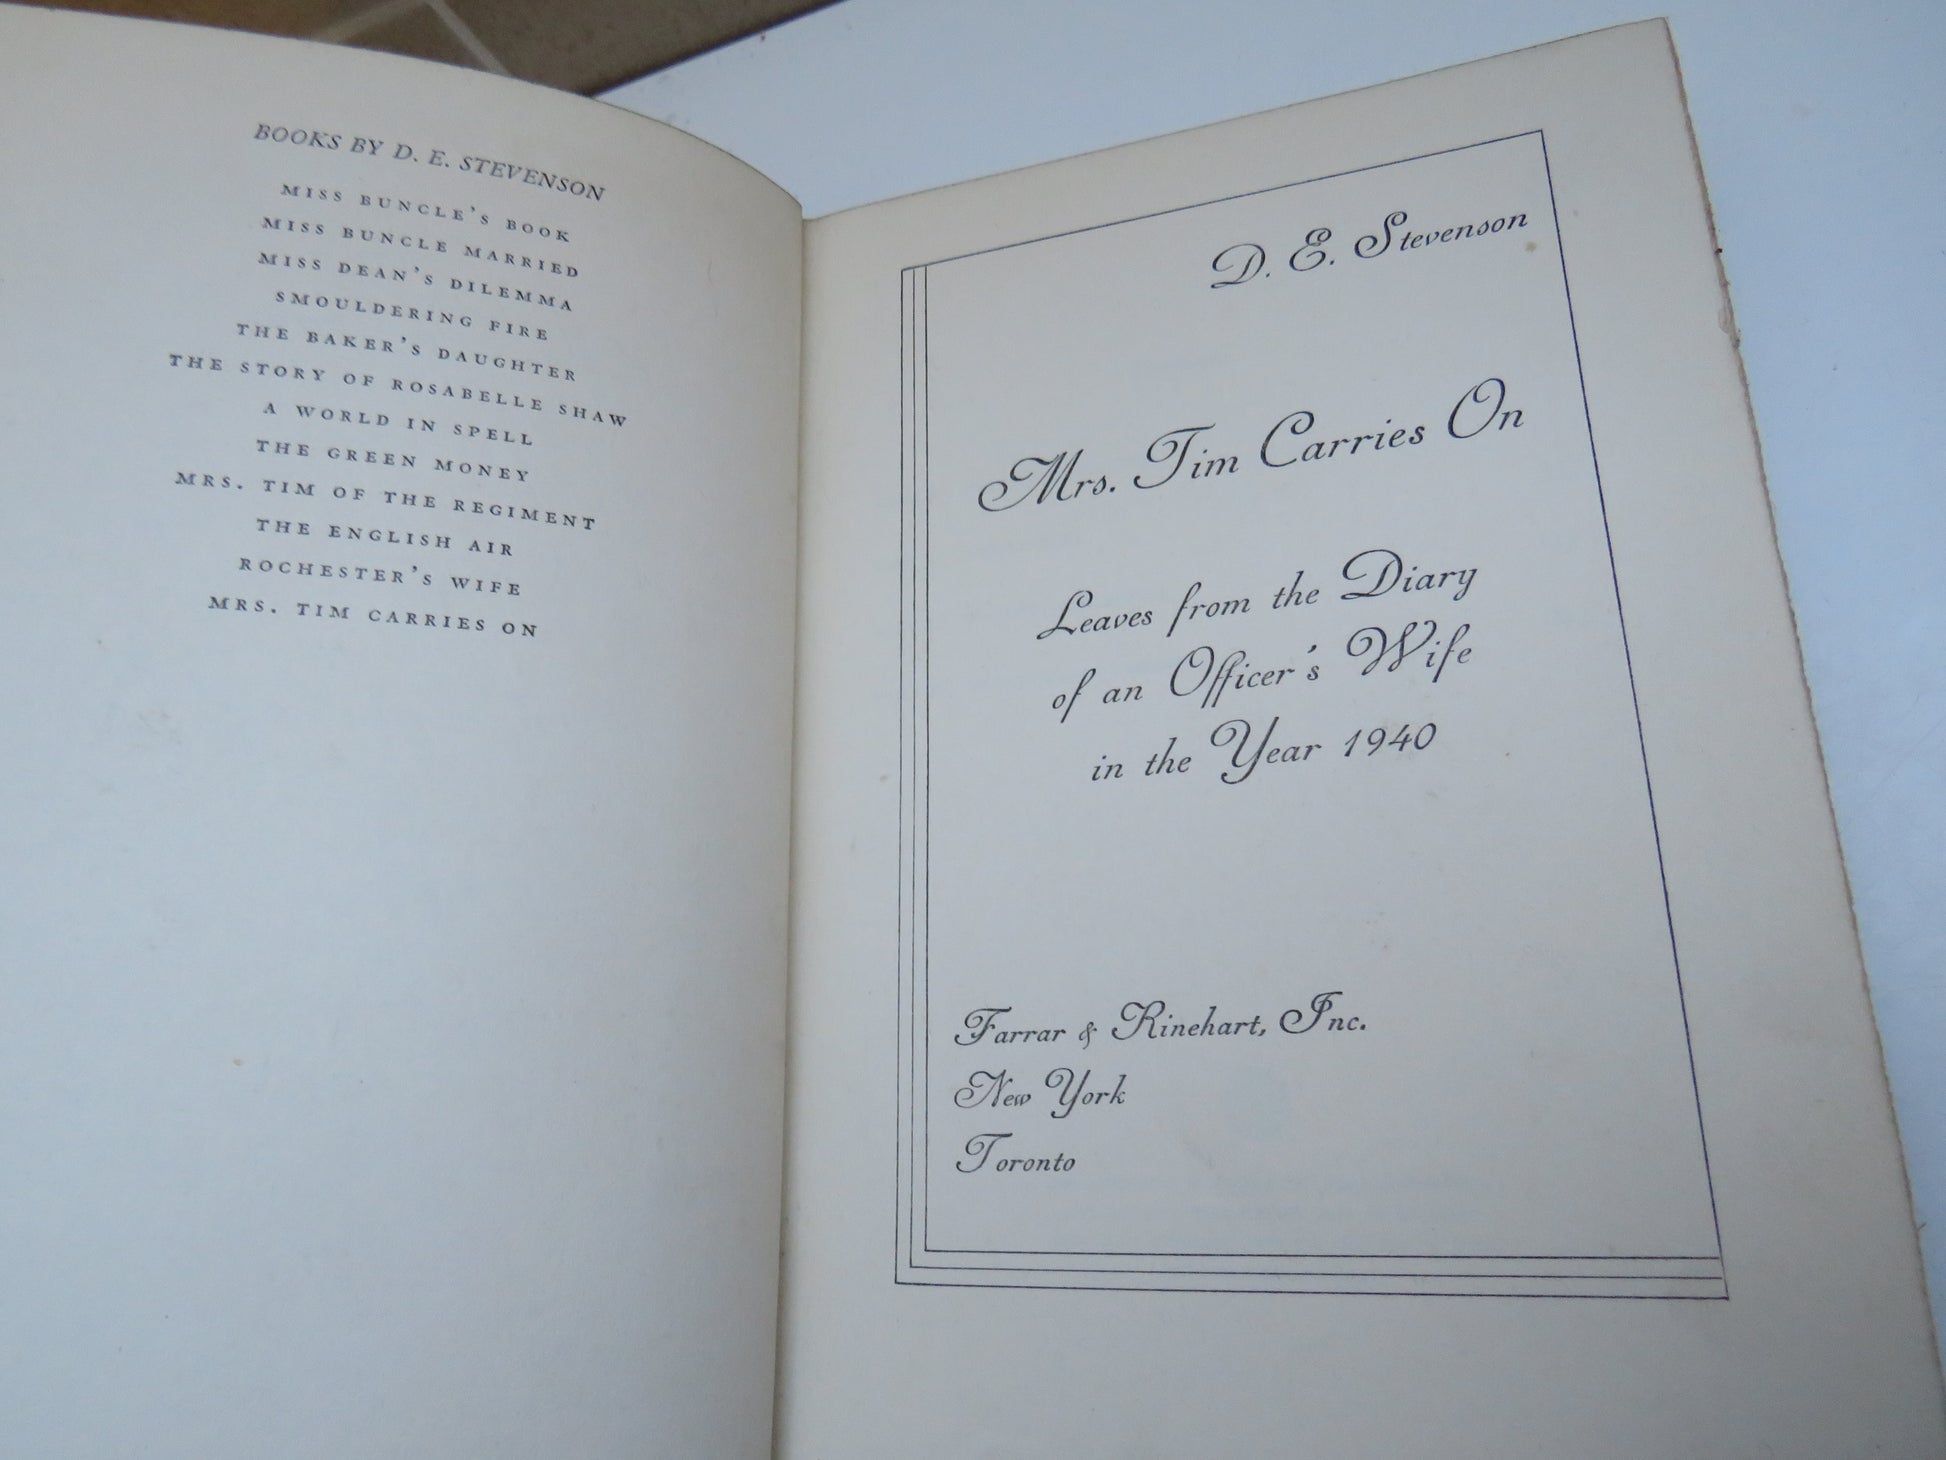 BOOKS BY D. E. STEVENSON
MISS BUNCLE'S BOOK
MISS BUNCLE MARRIED
MISS DEAN'S DILEMMA
SMOULDERING FIRE
THE BAKER'S DAUGHTER
THE STORY OF ROSABELLE SHAW
A WORLD IN SPELL
THE GREEN MONEY
MRS. TIM OF THE REGIMENT
THE ENGLISH AIR
ROCHESTER'S WIFE
MRS. TIM CARRIES ON
D. E. Stevenson
Mrs. Tim Carries On
Leaves from the Diary
of an Officer's Wife
in the Year 1940
Farrar & Rinehart, Inc.
New York
Toronto